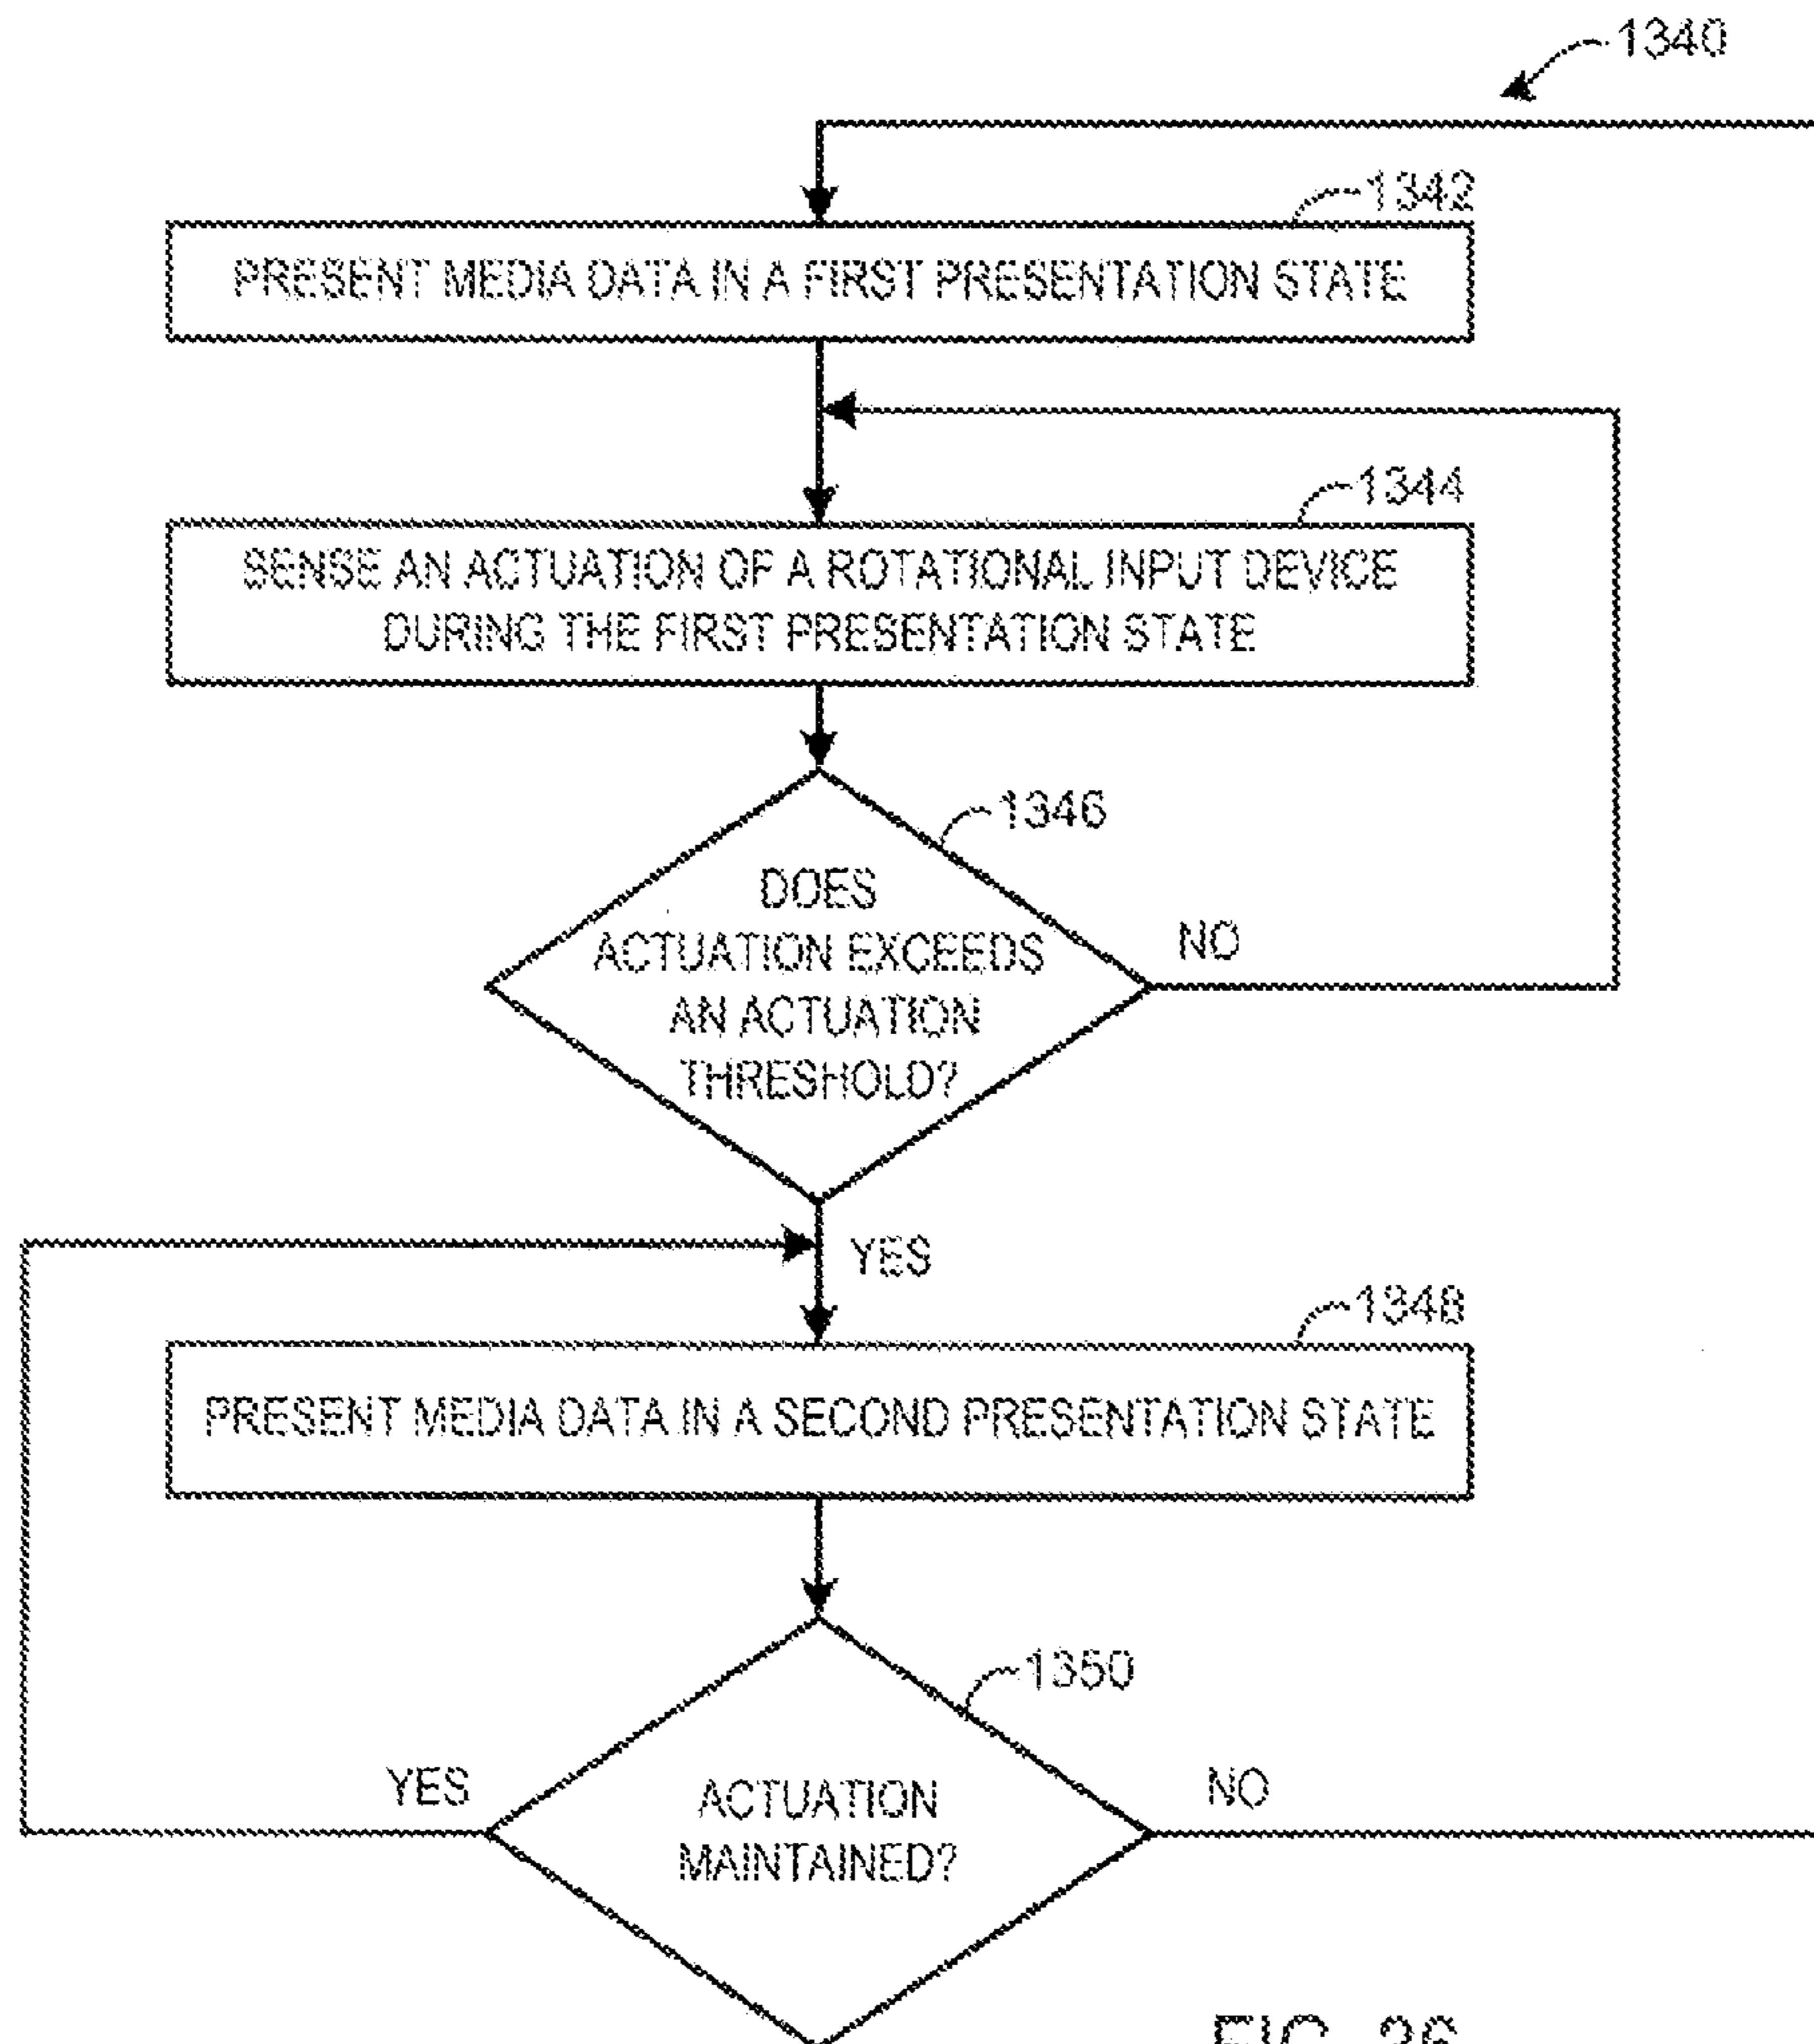 1340
1342
PRESENT MEDIA DATA IN A FIRST PRESENTATION STATE
1344
SENSE AN ACTUATION OF A ROTATIONAL INPUT DEVICE
DURING THE FIRST PRESENTATION STATE
1346
DOES
ACTUATION EXCEEDS
AN ACTUATION
THRESHOLD?
NO
YES
1348
PRESENT MEDIA DATA IN A SECOND PRESENTATION STATE
1350
YES
ACTUATION
MAINTAINED?
NO
FIG. 26